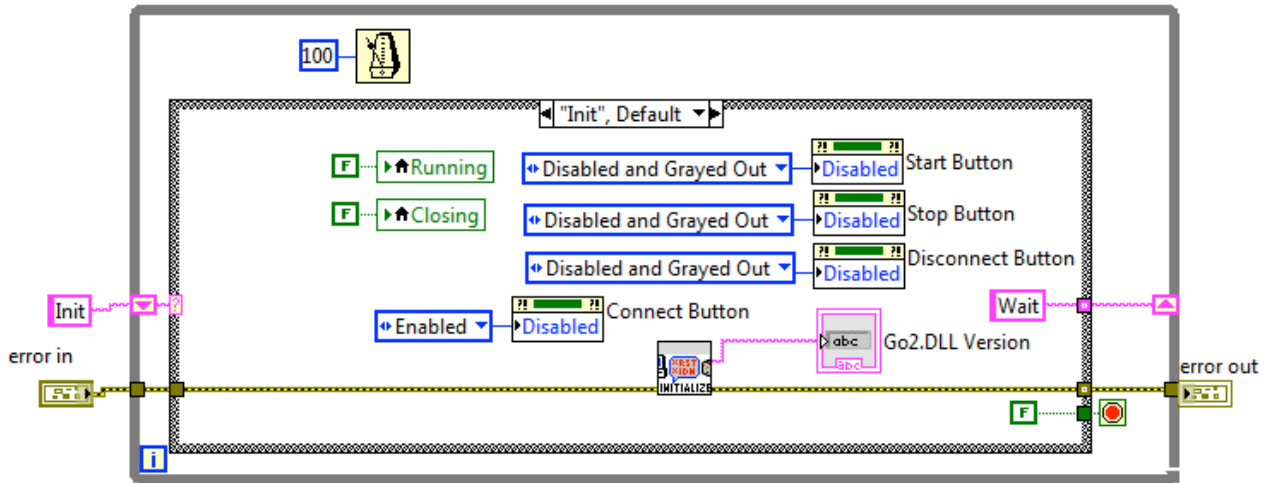 100
"Init", Default
F
Running
Disabled and Grayed Out
?! ?!
Disabled
Start Button
F
Closing
Disabled and Grayed Out
?! ?!
Disabled
Stop Button
Disabled and Grayed Out
?! ?!
Disabled
Disconnect Button
Init
?
Wait
Enabled
?! ?!
Disabled
Connect Button
abc
abc
Go2.DLL Version
*RST
INITIALIZE
error in
error out
F
i